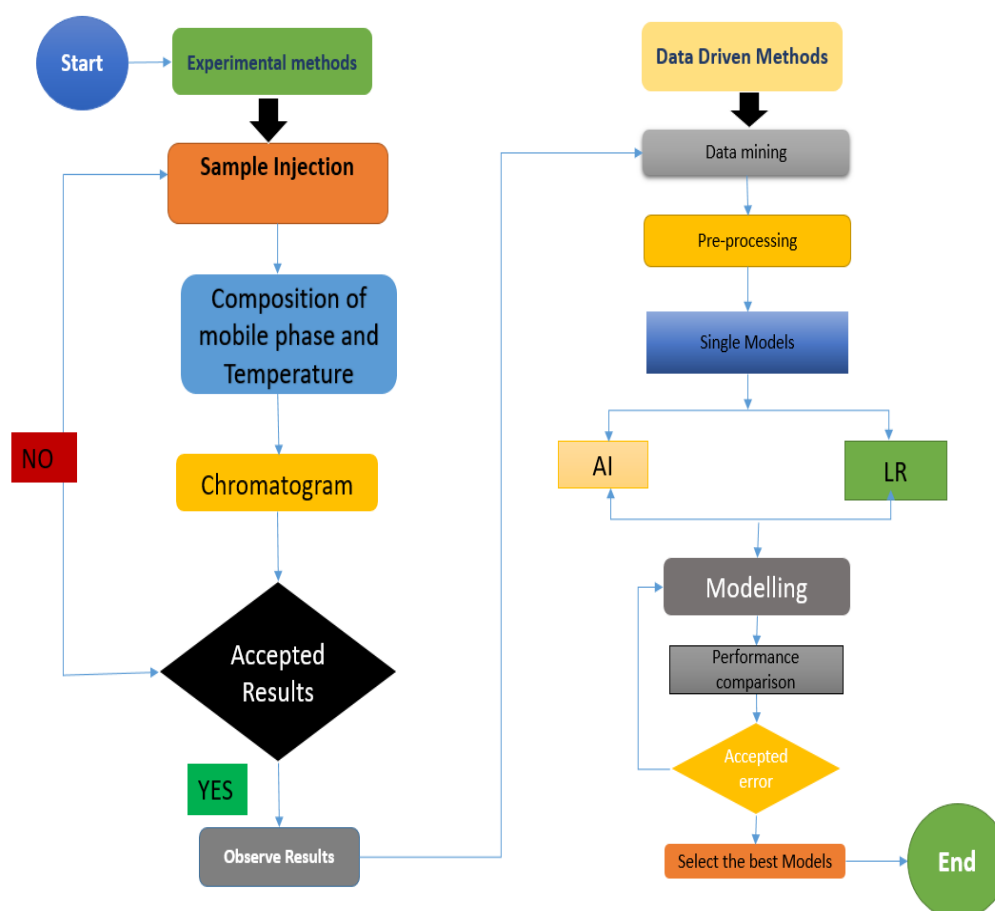 Start
Experimental methods
Sample Injection
Composition of
mobile phase and
Temperature
NO
Chromatogram
Accepted
Results
YES
Observe Results
Data Driven Methods
Data mining
Pre-processing
Single Models
AI
LR
Modelling
Performance
comparison
Accepted
error
Select the best Models
End